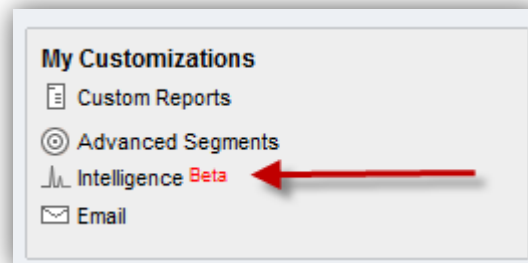 My Customizations
Custom Reports
Advanced Segments
Intelligence Beta
Email